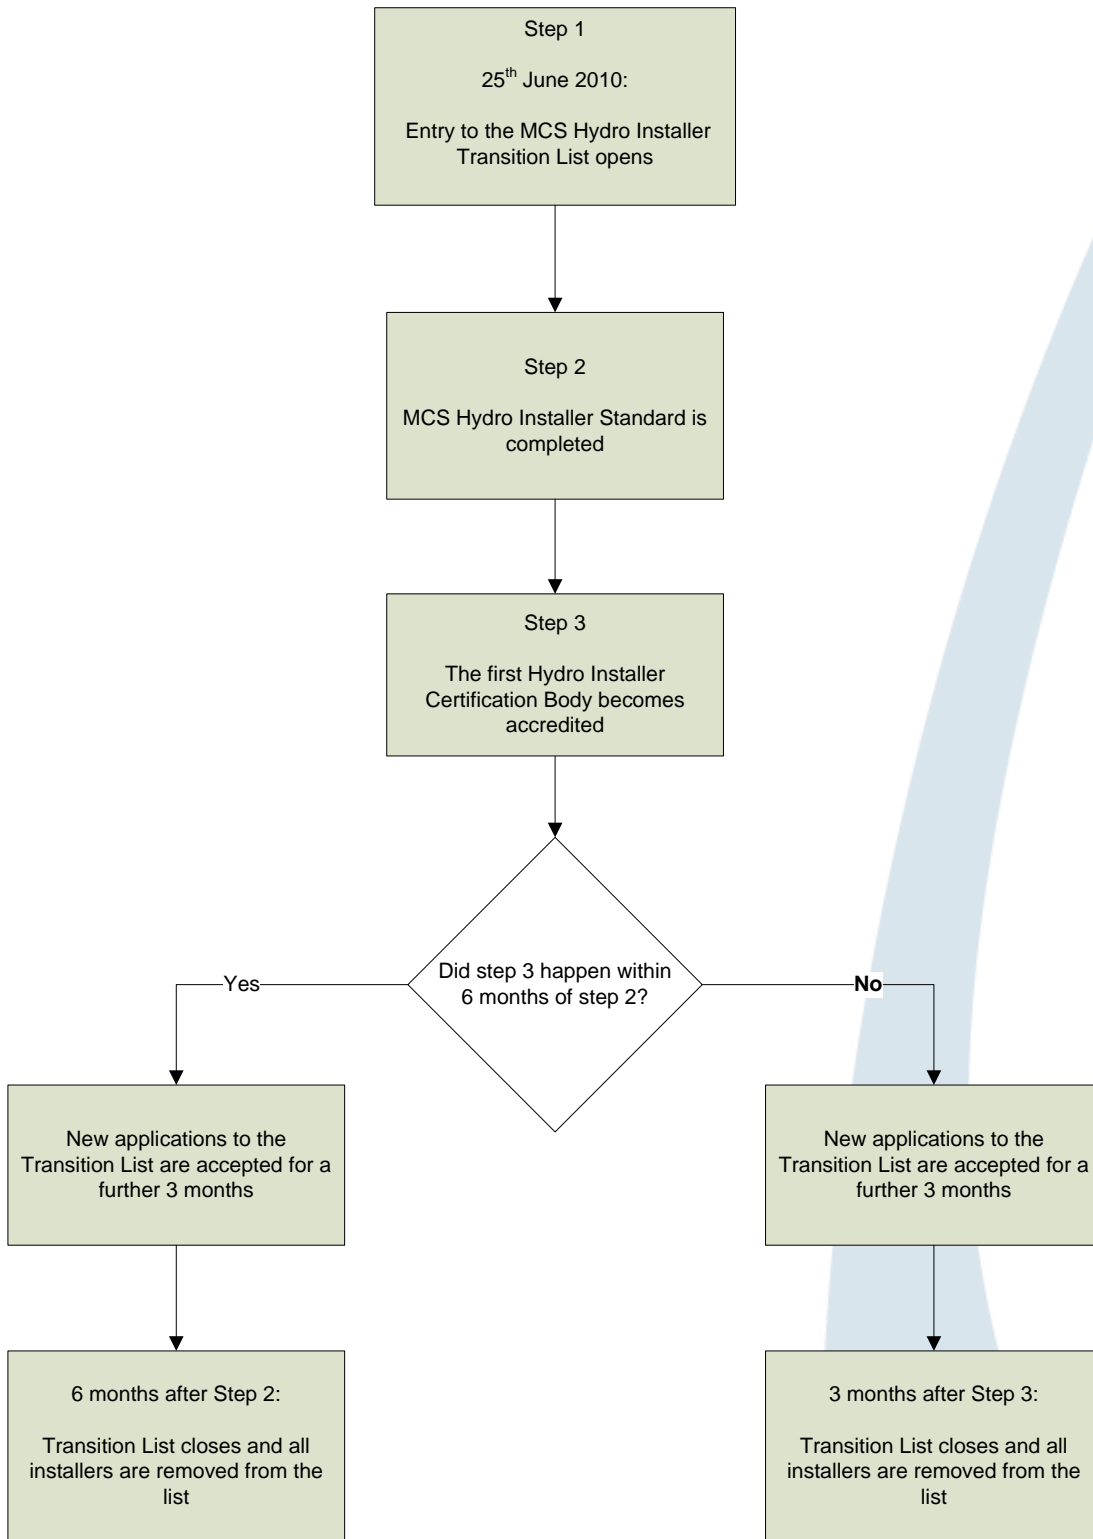 Step 1
25th June 2010:
Entry to the MCS Hydro Installer
Transition List opens
Step 2
MCS Hydro Installer Standard is
completed
Step 3
The first Hydro Installer
Certification Body becomes
accredited
Did step 3 happen within
6 months of step 2?
Yes
No
New applications to the
Transition List are accepted for a
further 3 months
New applications to the
Transition List are accepted for a
further 3 months
6 months after Step 2:
Transition List closes and all
installers are removed from the
list
3 months after Step 3:
Transition List closes and all
installers are removed from the
list